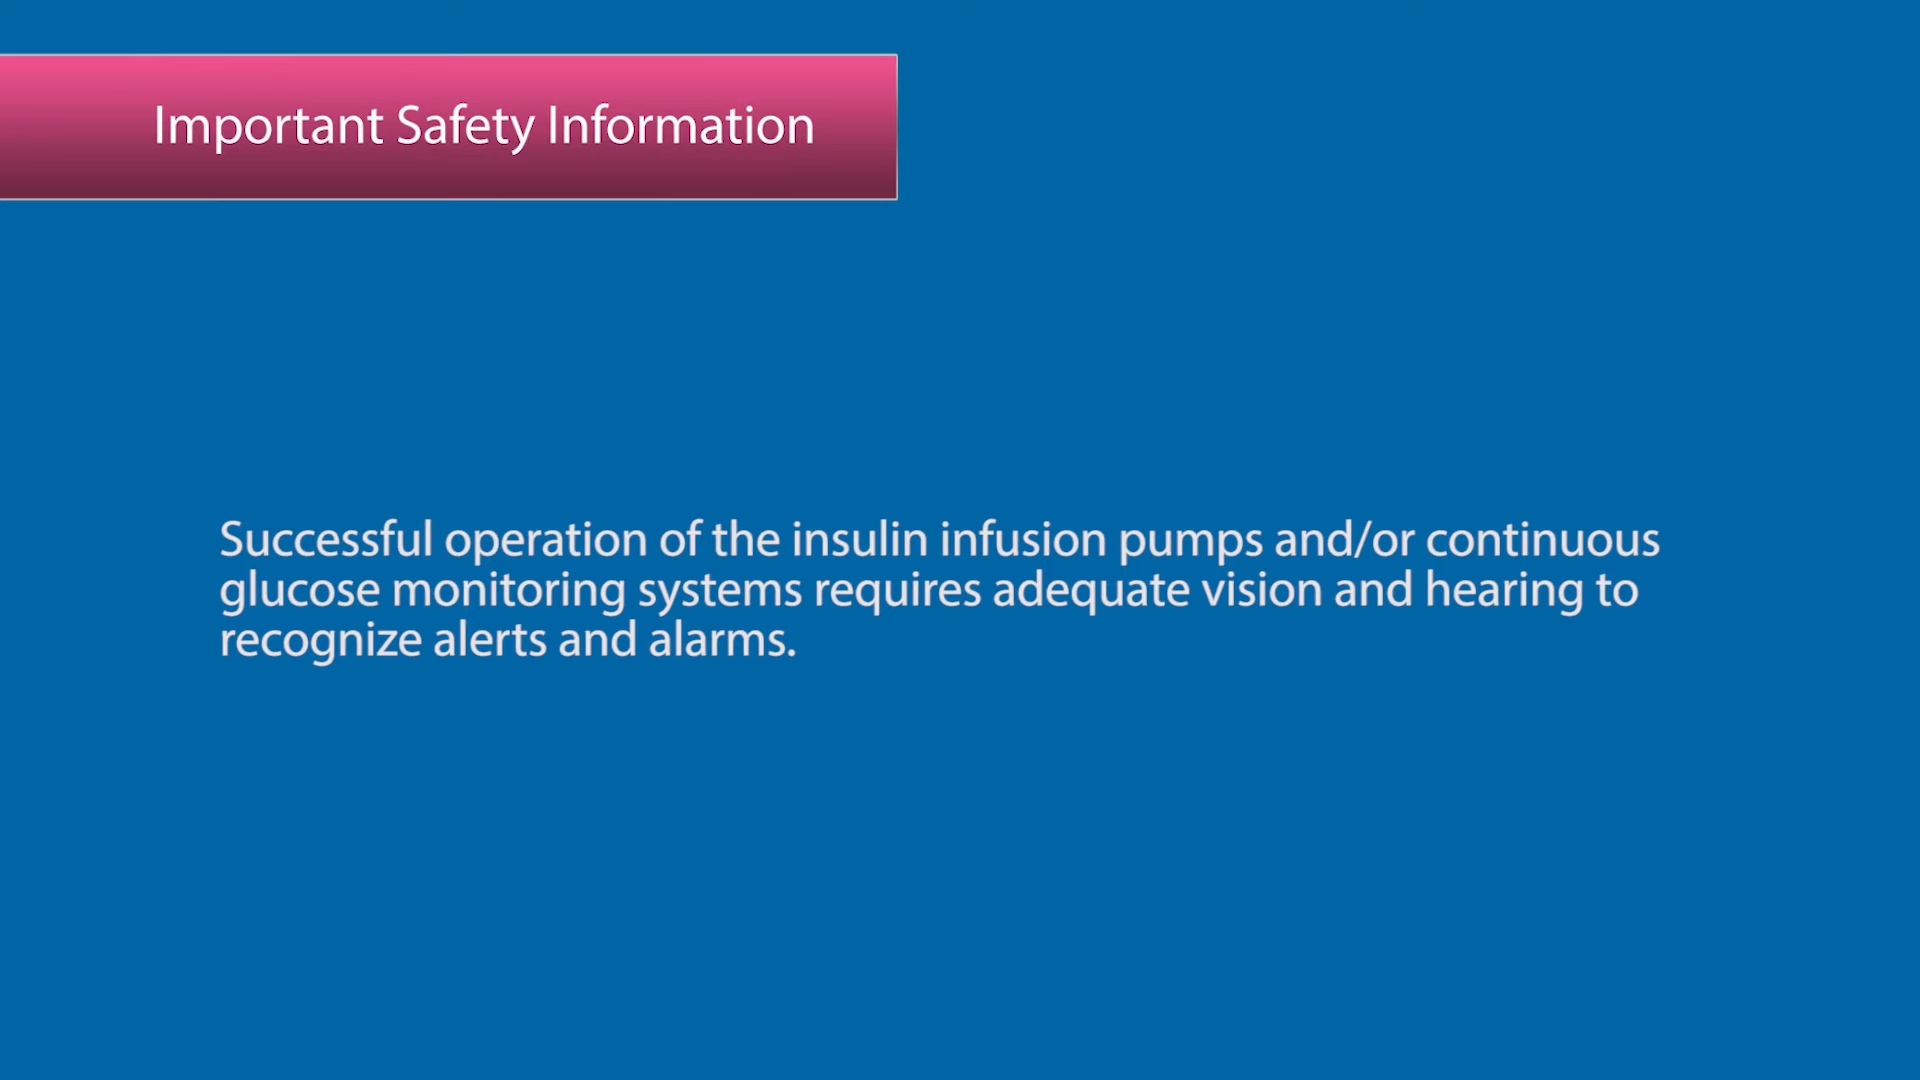 Important Safety Information
Successful operation of the insulin infusion pumps and/or continuous
glucose monitoring systems requires adequate vision and hearing to
recognize alerts and alarms.